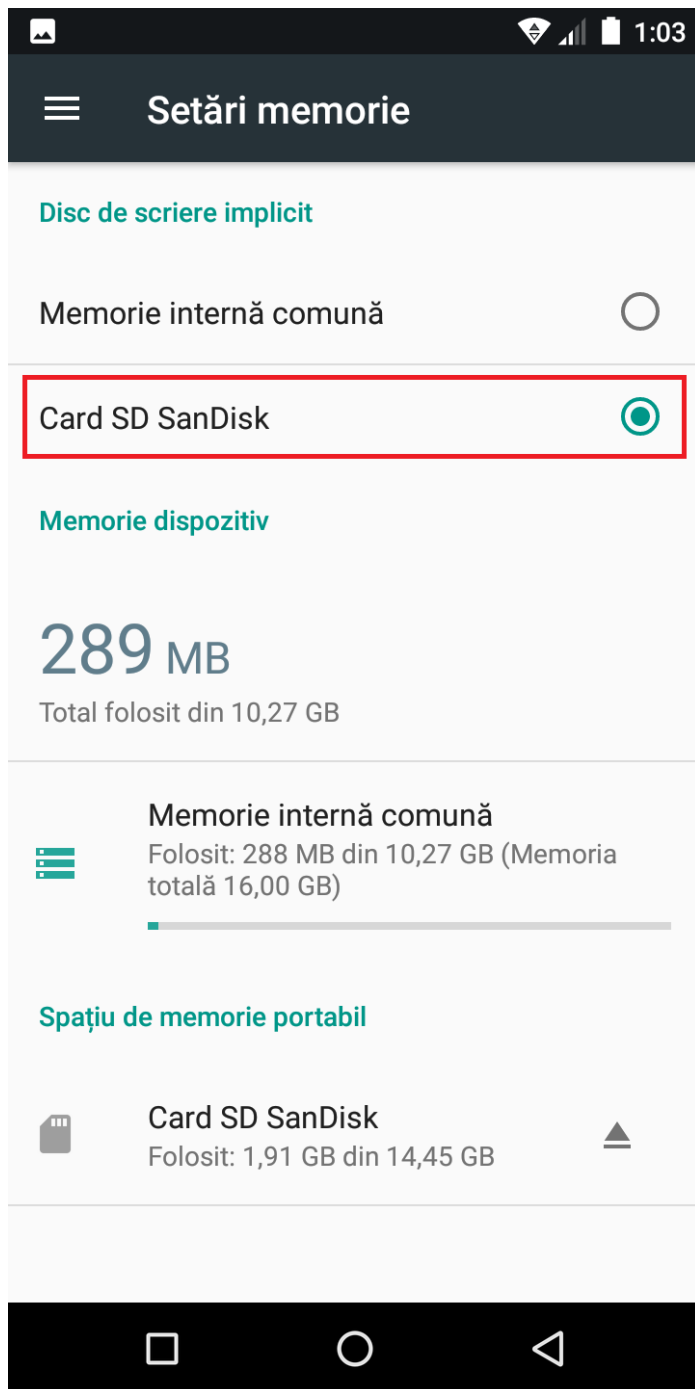 1:03
Setări memorie
Disc de scriere implicit
Memorie internă comună
Card SD SanDisk
Memorie dispozitiv
289 MB
Total folosit din 10,27 GB
Memorie internă comună
Folosit: 288 MB din 10,27 GB (Memoria
totală 16,00 GB)
Spațiu de memorie portabil
Card SD SanDisk
Folosit: 1,91 GB din 14,45 GB